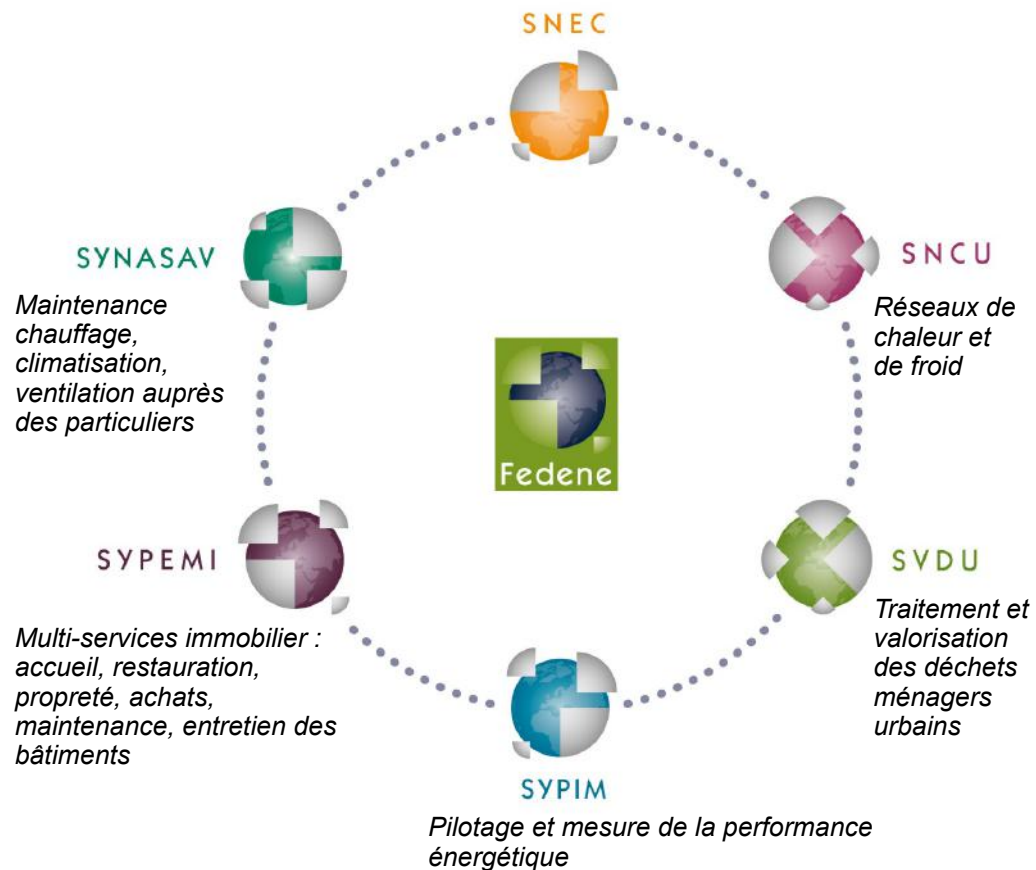 SNEC
SYNASAV
Maintenance
chauffage,
climatisation,
ventilation auprès
des particuliers
SNCU
Réseaux de
chaleur et
de froid
Fedene
SYPEMI
Multi-services immobilier :
accueil, restauration,
propreté, achats,
maintenance, entretien des
bâtiments
SVDU
Traitement et
valorisation
des déchets
ménagers
urbains
SYPIM
Pilotage et mesure de la performance
énergétique